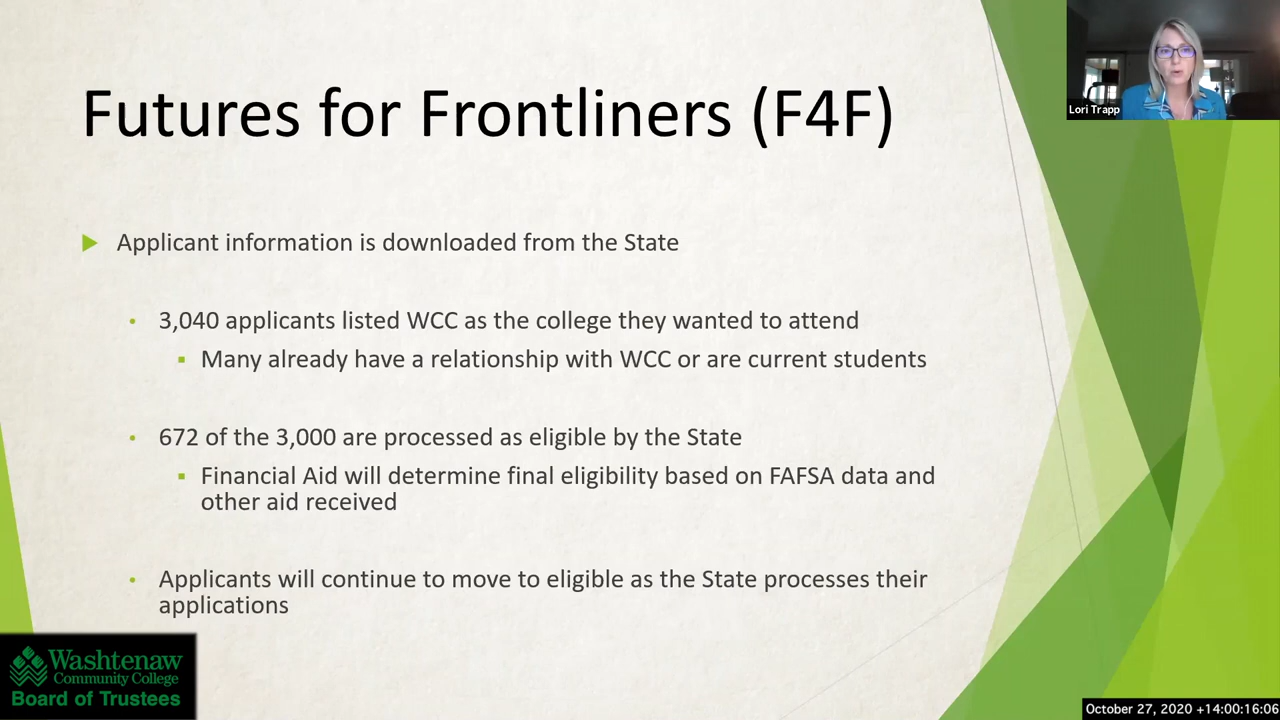 Futures for Frontliners (F4F)
Lori Trapp
Applicant information is downloaded from the State
3,040 applicants listed WCC as the college they wanted to attend
Many already have a relationship with WCC or are current students
672 of the 3,000 are processed as eligible by the State
Financial Aid will determine final eligibility based on FAFSA data and
other aid received
Applicants will continue to move to eligible as the State processes their
applications
Washtenaw
Community College
Board of Trustees
October 27, 2020 +14:00:16:06